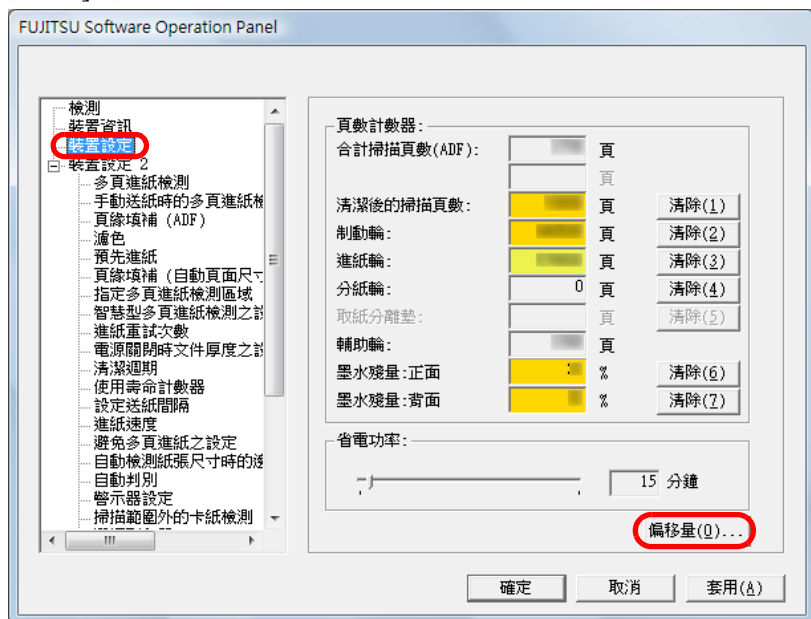 FUJITSU Software Operation Panel
檢測
裝置資訊
裝置設定
裝置設定 2
多頁進紙檢測
手動送紙時的多頁進紙檢
頁緣填補 (ADF)
濾色
預先進紙
頁緣填補 (自動頁面尺寸
指定多頁進紙檢測區域
智慧型多頁進紙檢測之設
進紙重試次數
電源關閉時文件厚度之設
清潔週期
使用壽命計數器
設定送紙間隔
進紙速度
避免多頁進紙之設定
自動檢測紙張尺寸時的邊
自動判別
警示器設定
掃描範圍外的卡紙檢測
頁數計數器:
合計掃描頁數(ADF): 頁
頁
清潔後的掃描頁數: 頁 清除(1)
制動輪: 頁 清除(2)
進紙輪: 頁 清除(3)
分紙輪: 0 頁 清除(4)
取紙分離墊: 頁 清除(5)
輔助輪: 頁
墨水殘量:正面 % 清除(6)
墨水殘量:背面 % 清除(7)
省電功率:
15 分鐘
偏移量(O)...
確定 取消 套用(A)